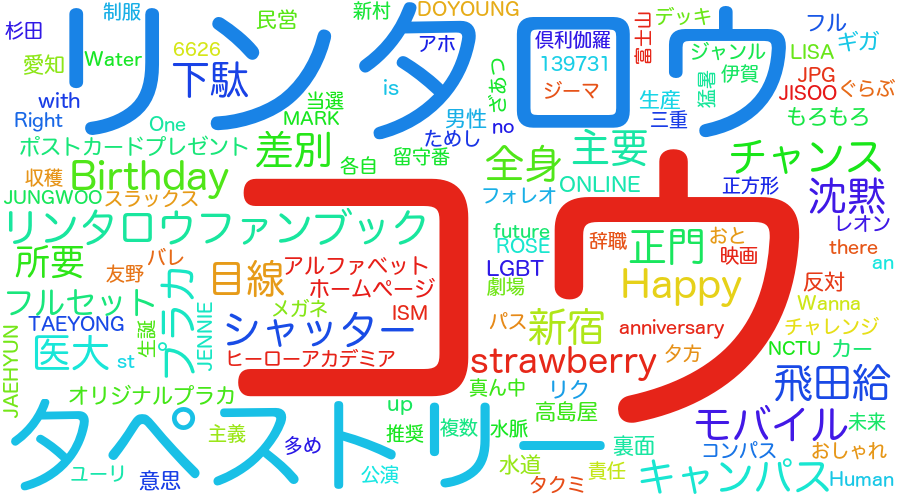 リンタロウ
コウ
タペストリー
制服
杉田
民営
新村
DOYOUNG
デッキ
フル
アホ
倶利伽羅
富士山
ジャンル
LISA
ギガ
愛知
Water
6626
下駄
is
139731
伊賀
JPG
with
当選
さあっ
ジーマ
生産
猛暑
JISOO
ぐらぶ
Right
One
MARK
男性
ためし
no
三重
もろもろ
ポストカードプレゼント
差別
各自
留守番
全身
主要
チャンス
収穫
Birthday
ONLINE
正方形
沈黙
JUNGWOO
スラックス
フォレオ
レオン
リンタロウファンブック
future
ROSE
辞職
正門
おと
映画
there
an
所要
バレ
友野
プラカ
目線
アルファベット
ホームページ
LGBT
劇場
Happy
反対
Wanna
フルセット
メガネ
ISM
TAEYONG
生誕
JENNIE
シャッター
パス
新宿
anniversary
チャレンジ
JAEHYUN
医大
st
ヒーローアカデミア
strawberry
夕方
NCTU
カー
オリジナルプラカ
真ん中
リク
飛田給
up
高島屋
モバイル
未来
主義
多め
推奨
複数
水脈
裏面
コンパス
おしゃれ
ユーリ
意思
公演
水道
タクミ
責任
キャンパス
Human